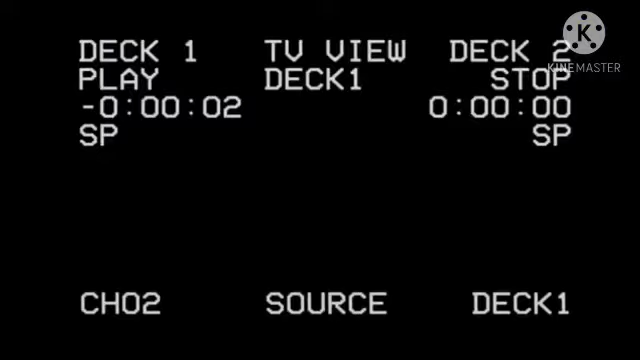 DECK 1 TV VIEW DECK 2
PLAY DECK1 STOP
-0:00:02 0:00:00
SP SP
CH02 SOURCE DECK1
K
KINEMASTER